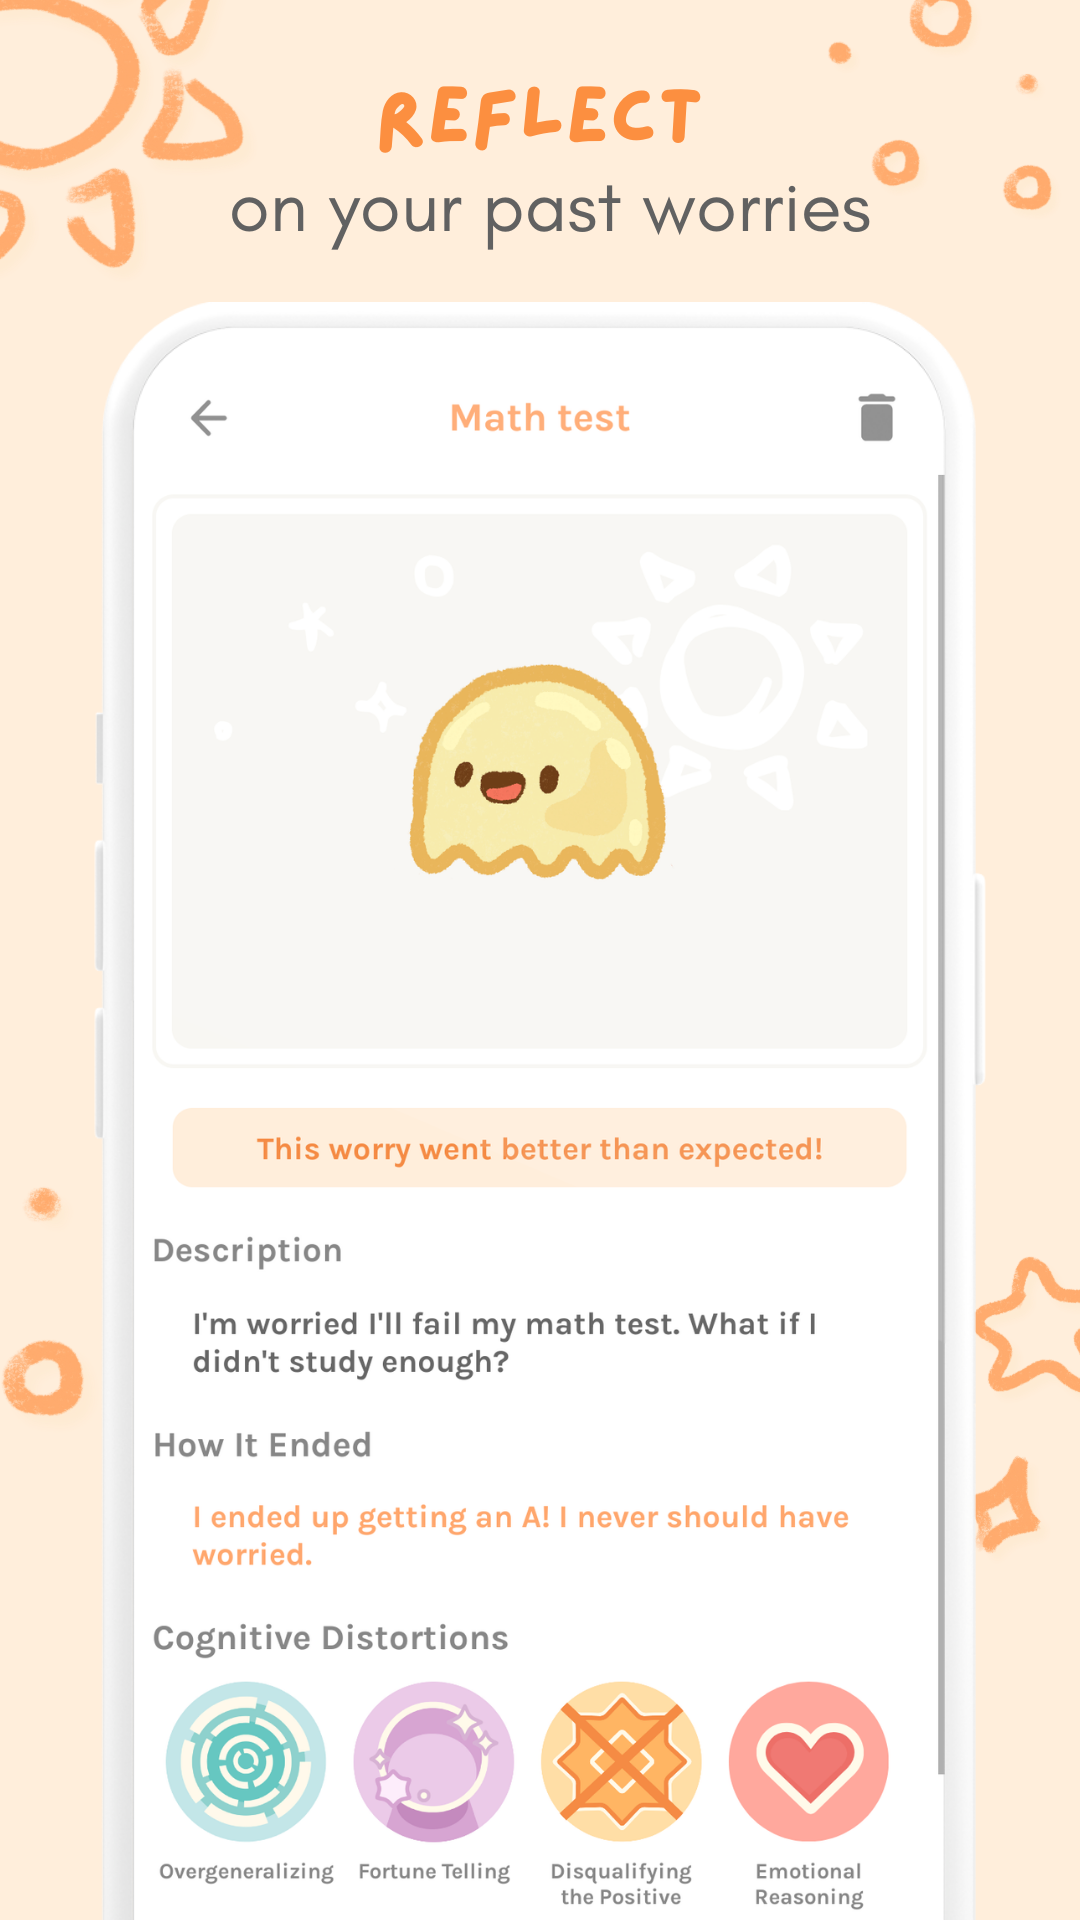 REFLECT
on your past worries
Math test
This worry went better than expected!
Description
I'm worried I'll fail my math test. What if I
didn't study enough?
How It Ended
I ended up getting an A! I never should have
worried.
Cognitive Distortions
Overgeneralizing
Fortune Telling
Disqualifying
the Positive
Emotional
Reasoning